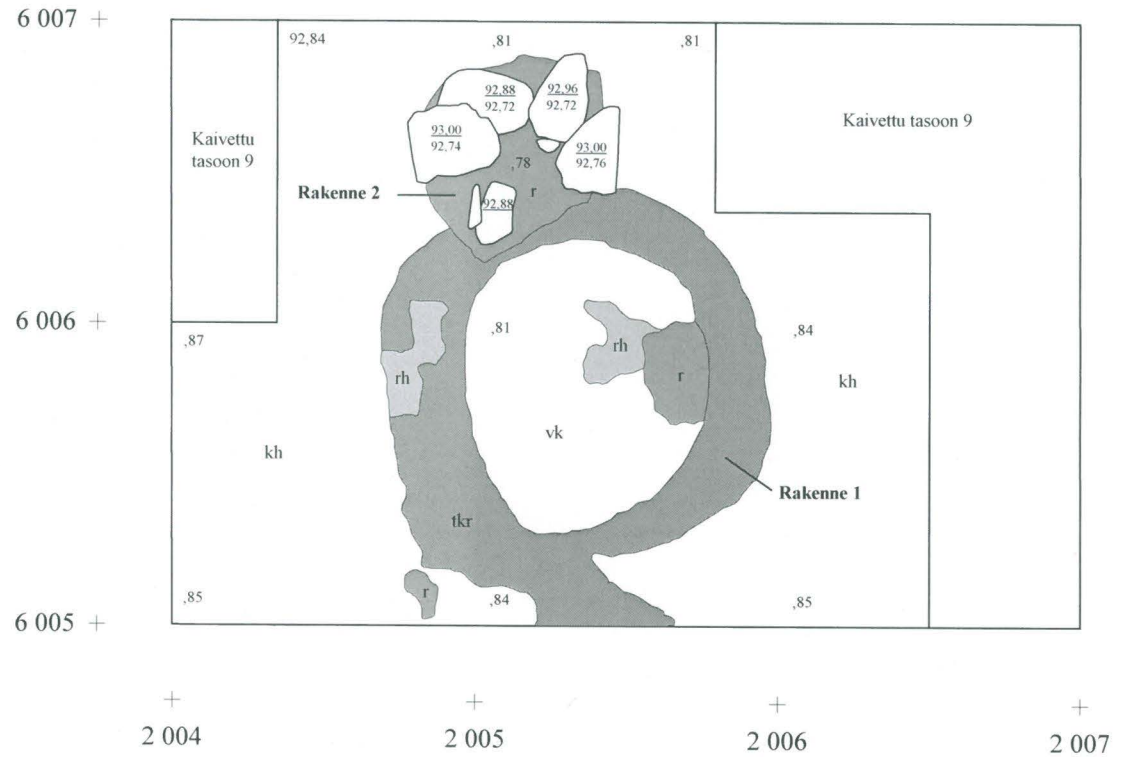 6 007
92,84
,81
,81
92,88
92,72
92,96
92,72
Kaivettu
tasoon 9
Kaivettu tasoon 9
93,00
92,74
93,00
92,76
,78
Rakenne 2
r
92,88
6 006
,87
,81
,84
rh
rh
r
kh
vk
kh
Rakenne 1
tkr
r
,85
,84
,85
6 005
2 004
2 005
2 006
2 007